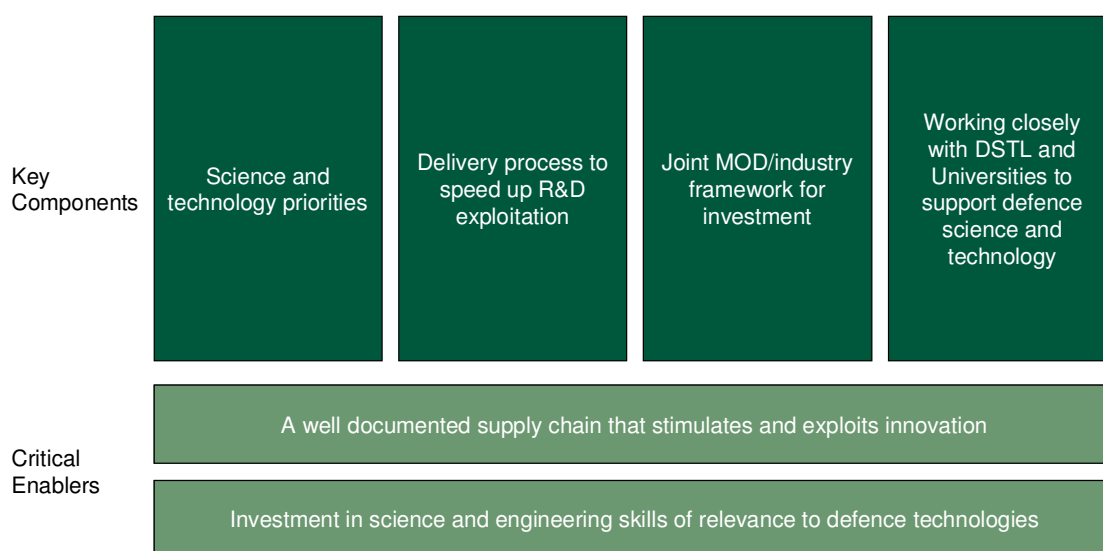 Key
Components
Science and
technology priorities
Delivery process to
speed up R&D
exploitation
Joint MOD/industry
framework for
investment
Working closely
with DSTL and
Universities to
support defence
science and
technology
Critical
Enablers
A well documented supply chain that stimulates and exploits innovation
Investment in science and engineering skills of relevance to defence technologies